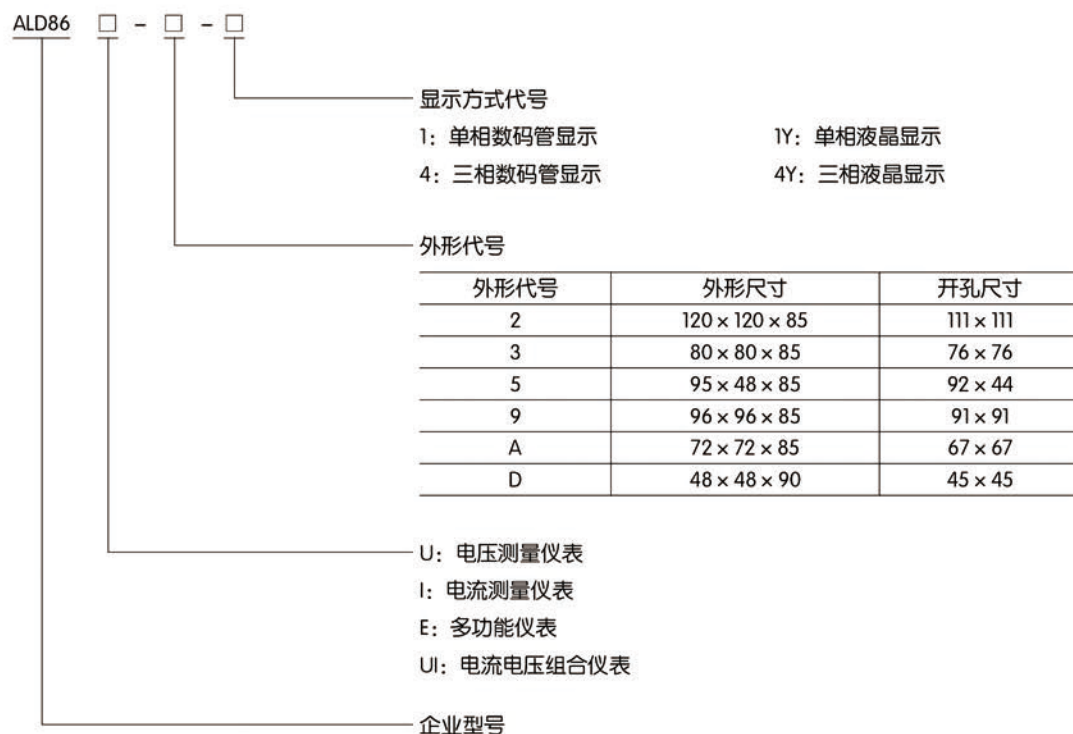 ALD86 □ - □ - □
显示方式代号
1: 单相数码管显示 1Y: 单相液晶显示
4: 三相数码管显示 4Y: 三相液晶显示
外形代号
外形代号 外形尺寸 开孔尺寸
2 120 × 120 × 85 111 × 111
3 80 × 80 × 85 76 × 76
5 95 × 48 × 85 92 × 44
9 96 × 96 × 85 91 × 91
A 72 × 72 × 85 67 × 67
D 48 × 48 × 90 45 × 45
U: 电压测量仪表
I: 电流测量仪表
E: 多功能仪表
UI: 电流电压组合仪表
企业型号